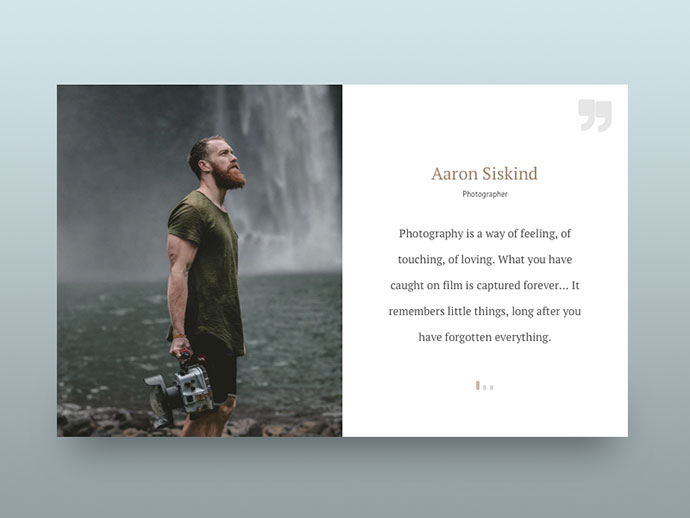 Aaron Siskind
Photographer
Photography is a way of feeling, of
touching, of loving. What you have
caught on film is captured forever... It
remembers little things, long after you
have forgotten everything.